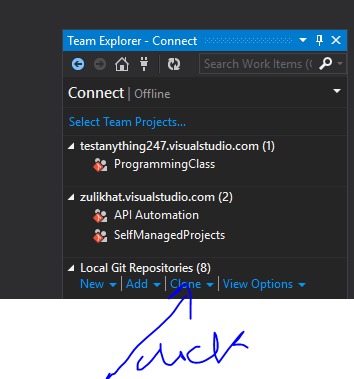 Team Explorer - Connect
Search Work Items (
Connect | Offline
Select Team Projects...
testanything247.visualstudio.com (1)
ProgrammingClass
zulikhat.visualstudio.com (2)
API Automation
SelfManagedProjects
Local Git Repositories (8)
New | Add | Clone | View Options
click